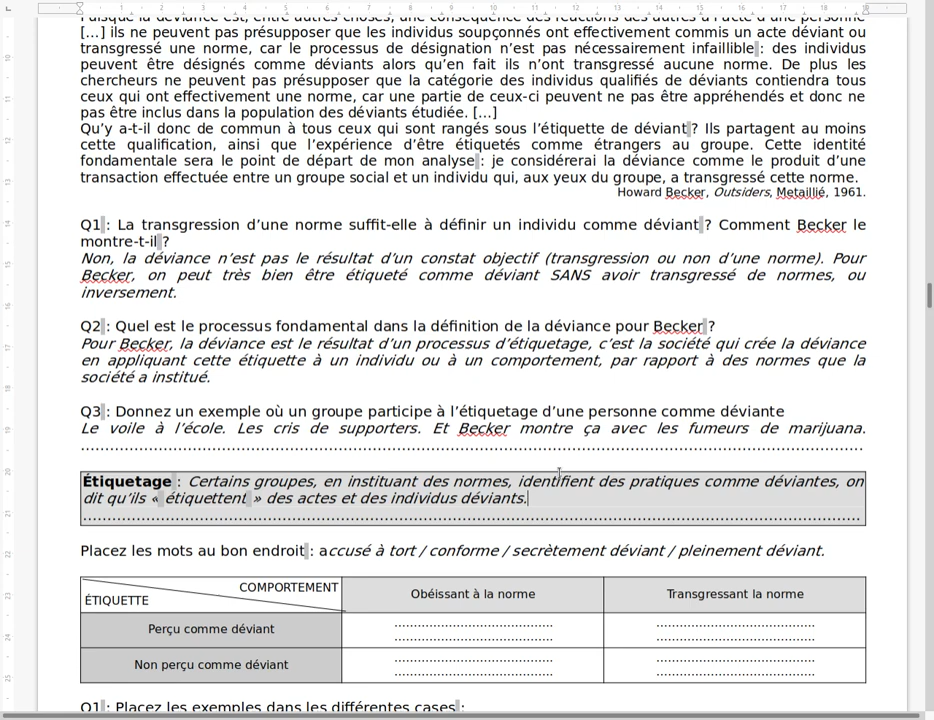 Puisque la déviance est, entre autres choses, une conséquence des réactions des autres à l'acte d'une personne
[...] ils ne peuvent pas présupposer que les individus soupçonnés ont effectivement commis un acte déviant ou
transgressé une norme, car le processus de désignation n'est pas nécessairement infaillible : des individus
peuvent être désignés comme déviants alors qu'en fait ils n'ont transgressé aucune norme. De plus les
chercheurs ne peuvent pas présupposer que la catégorie des individus qualifiés de déviants contiendra tous
ceux qui ont effectivement une norme, car une partie de ceux-ci peuvent ne pas être appréhendés et donc ne
pas être inclus dans la population des déviants étudiée. [...]
Qu'y a-t-il donc de commun à tous ceux qui sont rangés sous l'étiquette de déviant ? Ils partagent au moins
cette qualification, ainsi que l'expérience d'être étiquetés comme étrangers au groupe. Cette identité
fondamentale sera le point de départ de mon analyse : je considérerai la déviance comme le produit d'une
transaction effectuée entre un groupe social et un individu qui, aux yeux du groupe, a transgressé cette norme.
Howard Becker, Outsiders, Metaillié, 1961.
Q1 : La transgression d'une norme suffit-elle à définir un individu comme déviant ? Comment Becker le
montre-t-il ?
Non, la déviance n'est pas le résultat d'un constat objectif (transgression ou non d'une norme). Pour
Becker, on peut très bien être étiqueté comme déviant SANS avoir transgressé de normes, ou
inversement.
Q2 : Quel est le processus fondamental dans la définition de la déviance pour Becker ?
Pour Becker, la déviance est le résultat d'un processus d'étiquetage, c'est la société qui crée la déviance
en appliquant cette étiquette à un individu ou à un comportement, par rapport à des normes que la
société a institué.
Q3 : Donnez un exemple où un groupe participe à l'étiquetage d'une personne comme déviante
Le voile à l'école. Les cris de supporters. Et Becker montre ça avec les fumeurs de marijuana.
Étiquetage : Certains groupes, en instituant des normes, identifient des pratiques comme déviantes, on
dit qu'ils « étiquettent » des actes et des individus déviants.
Placez les mots au bon endroit : accusé à tort / conforme / secrètement déviant / pleinement déviant.
COMPORTEMENT
ÉTIQUETTE
Obéissant à la norme
Transgressant la norme
Perçu comme déviant
Non perçu comme déviant
Q1 : Placez les exemples dans les différentes cases :